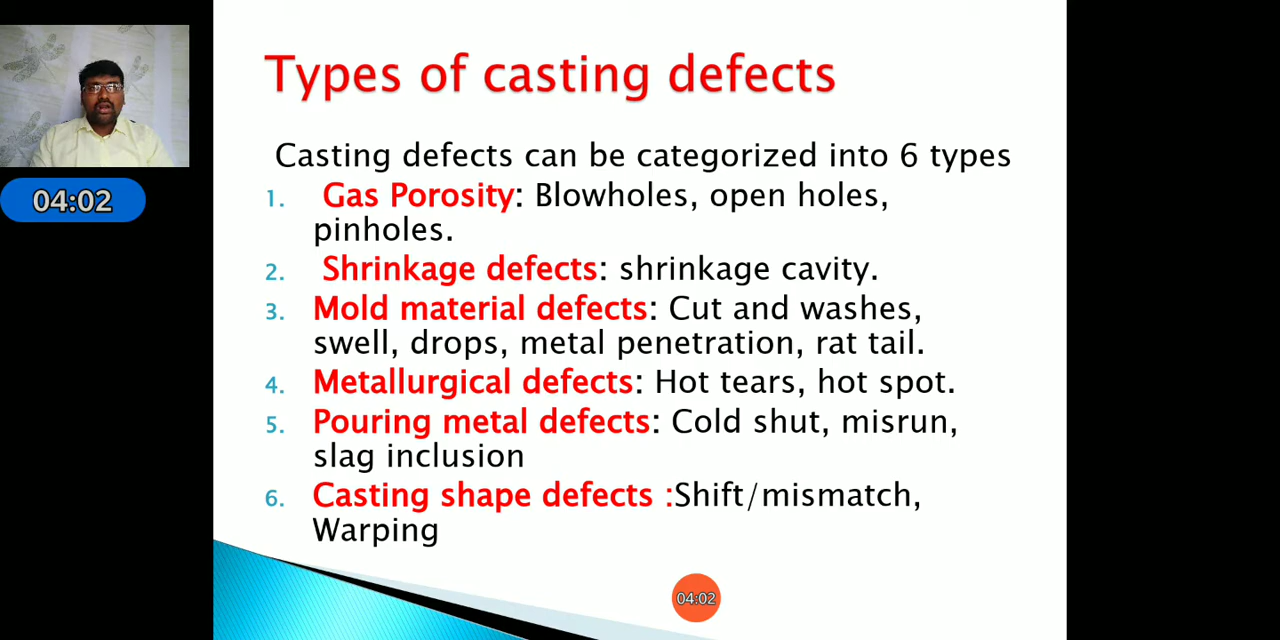 Types of casting defects
04:02
Casting defects can be categorized into 6 types
1. Gas Porosity: Blowholes, open holes,
pinholes.
2. Shrinkage defects: shrinkage cavity.
3. Mold material defects: Cut and washes,
swell, drops, metal penetration, rat tail.
4. Metallurgical defects: Hot tears, hot spot.
5. Pouring metal defects: Cold shut, misrun,
slag inclusion
6. Casting shape defects :Shift/mismatch,
Warping
04:02